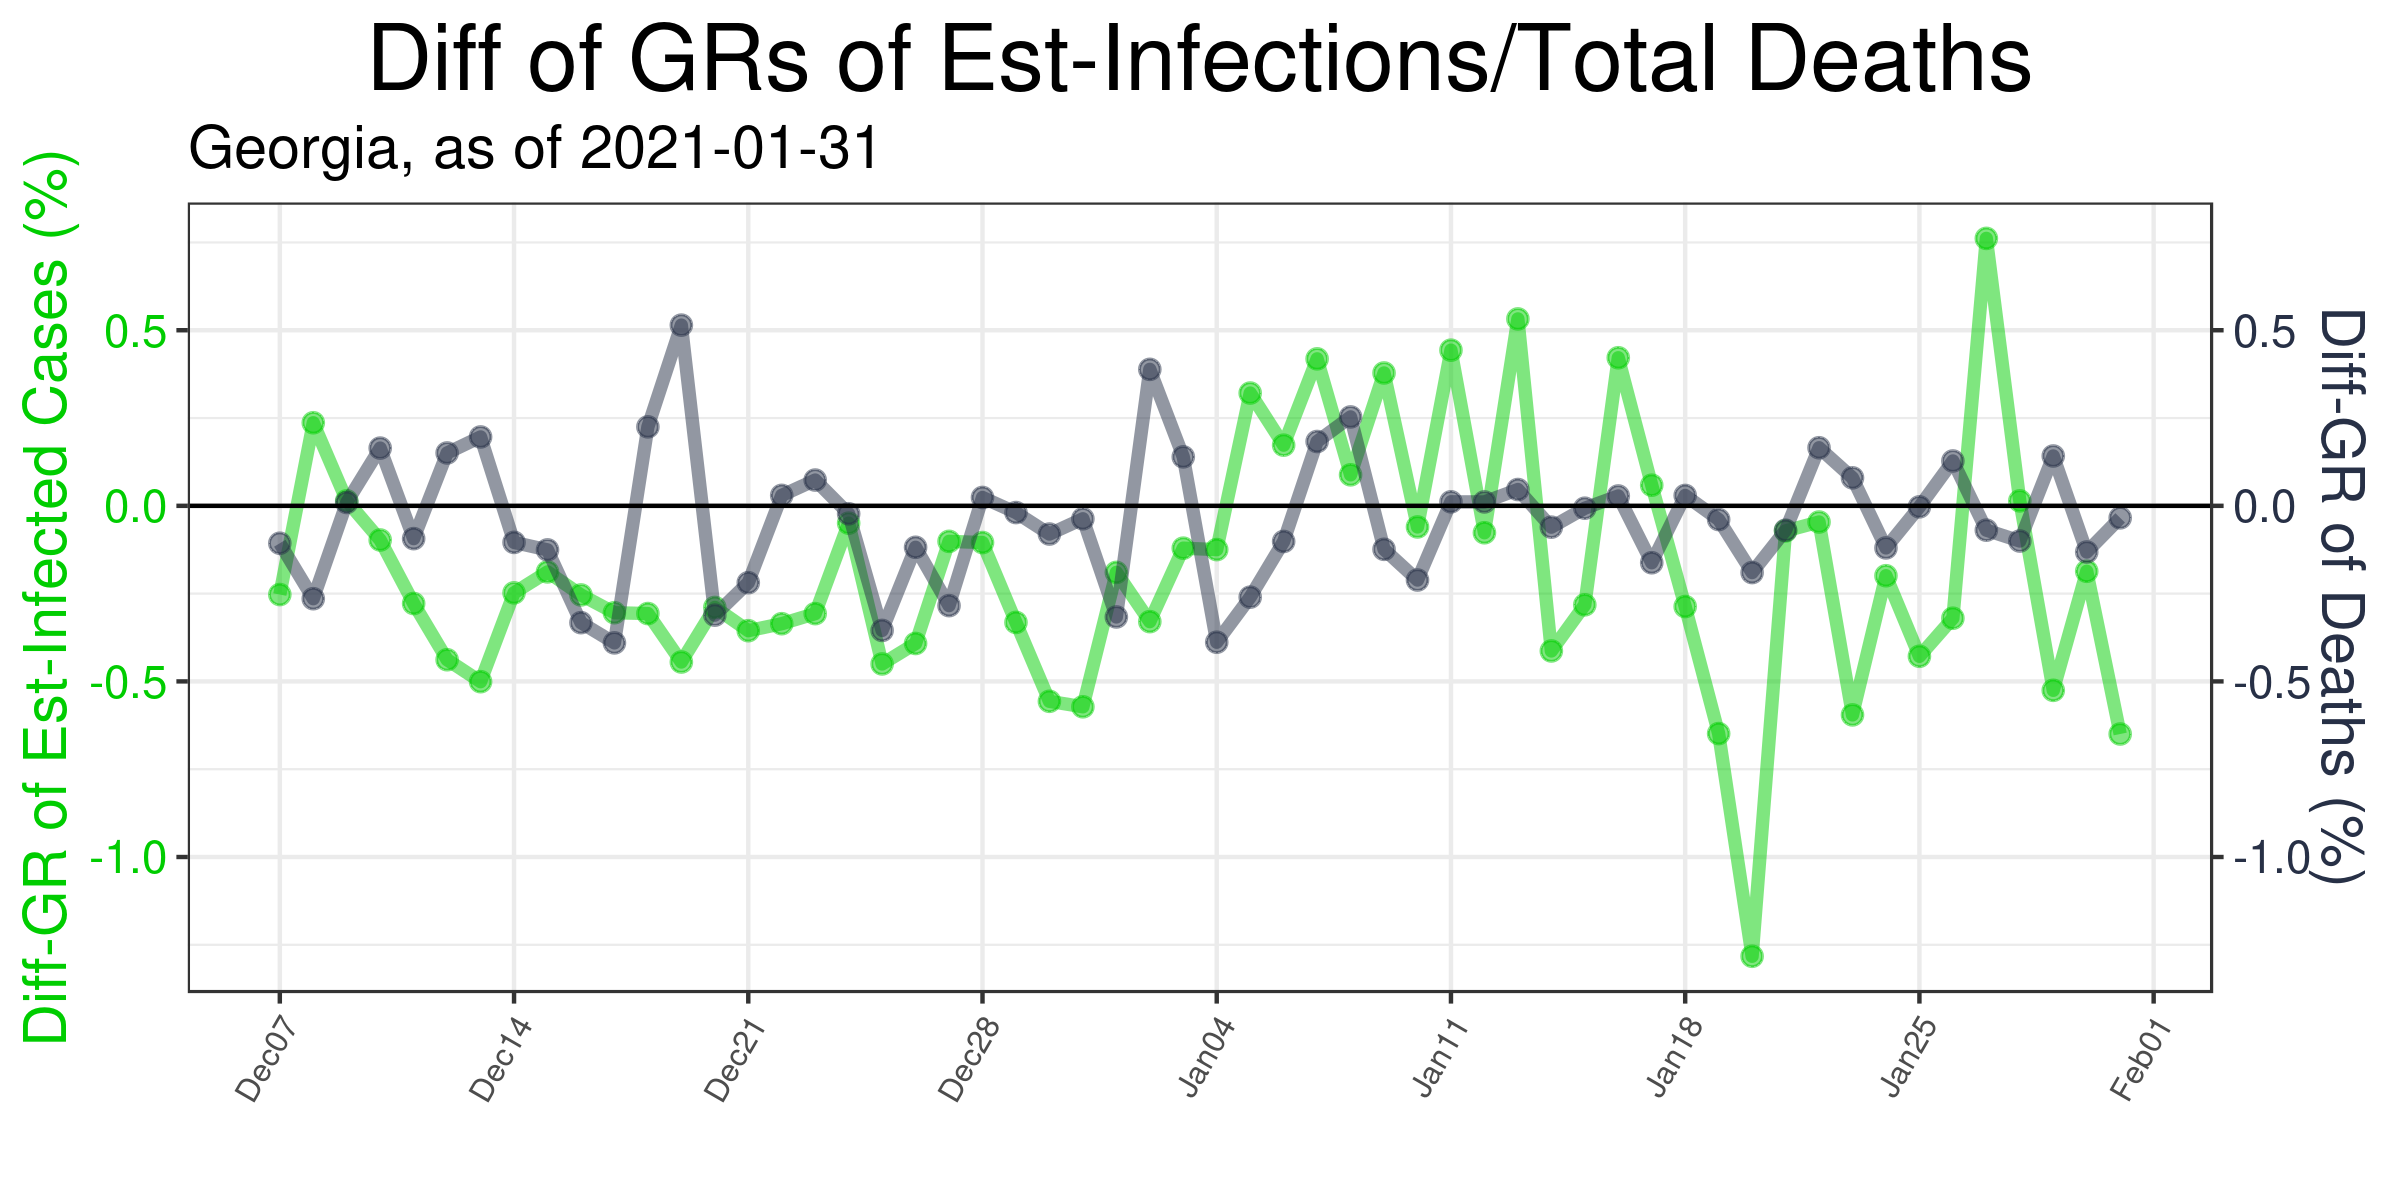 Diff of GRs of Est-Infections/Total Deaths
Georgia, as of 2021-01-31
Diff-GR of Est-Infected Cases (%)
0.5
0.0
-0.5
-1.0
0.5
0.0
-0.5
-1.0
Diff-GR of Deaths (%)
Dec07
Dec14
Dec21
Dec28
Jan04
Jan11
Jan18
Jan25
Feb01